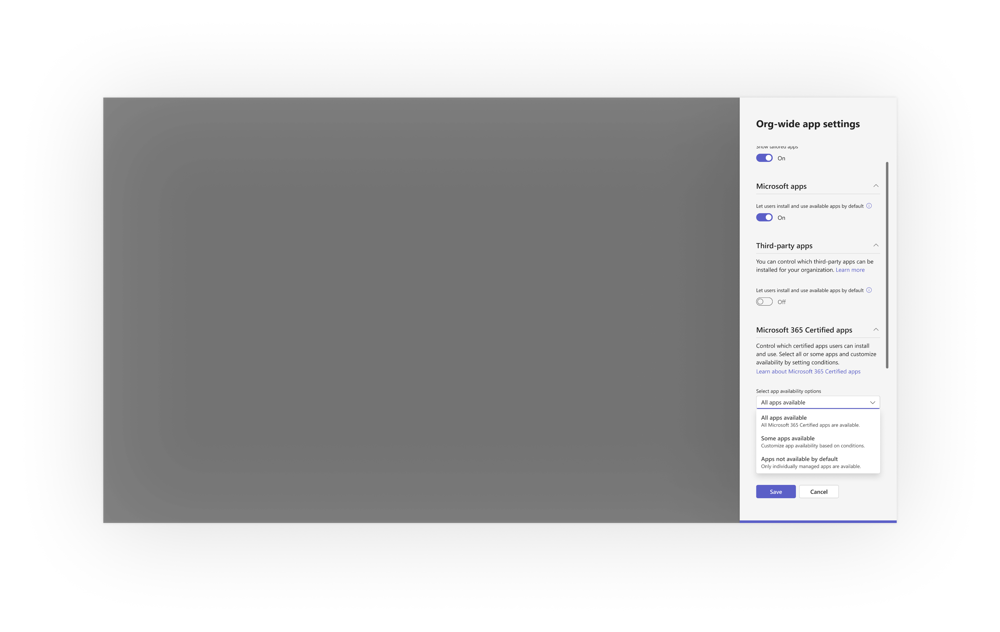 Org-wide app settings
Show tailored apps
On
Microsoft apps
Let users install and use available apps by default
On
Third-party apps
You can control which third-party apps can be
installed for your organization. Learn more
Let users install and use available apps by default
Off
Microsoft 365 Certified apps
Control which certified apps users can install
and use. Select all or some apps and customize
availability by setting conditions.
Learn about Microsoft 365 Certified apps
Select app availability options
All apps available
All apps available
All Microsoft 365 Certified apps are available.
Some apps available
Customize app availability based on conditions.
Apps not available by default
Only individually managed apps are available.
Save Cancel